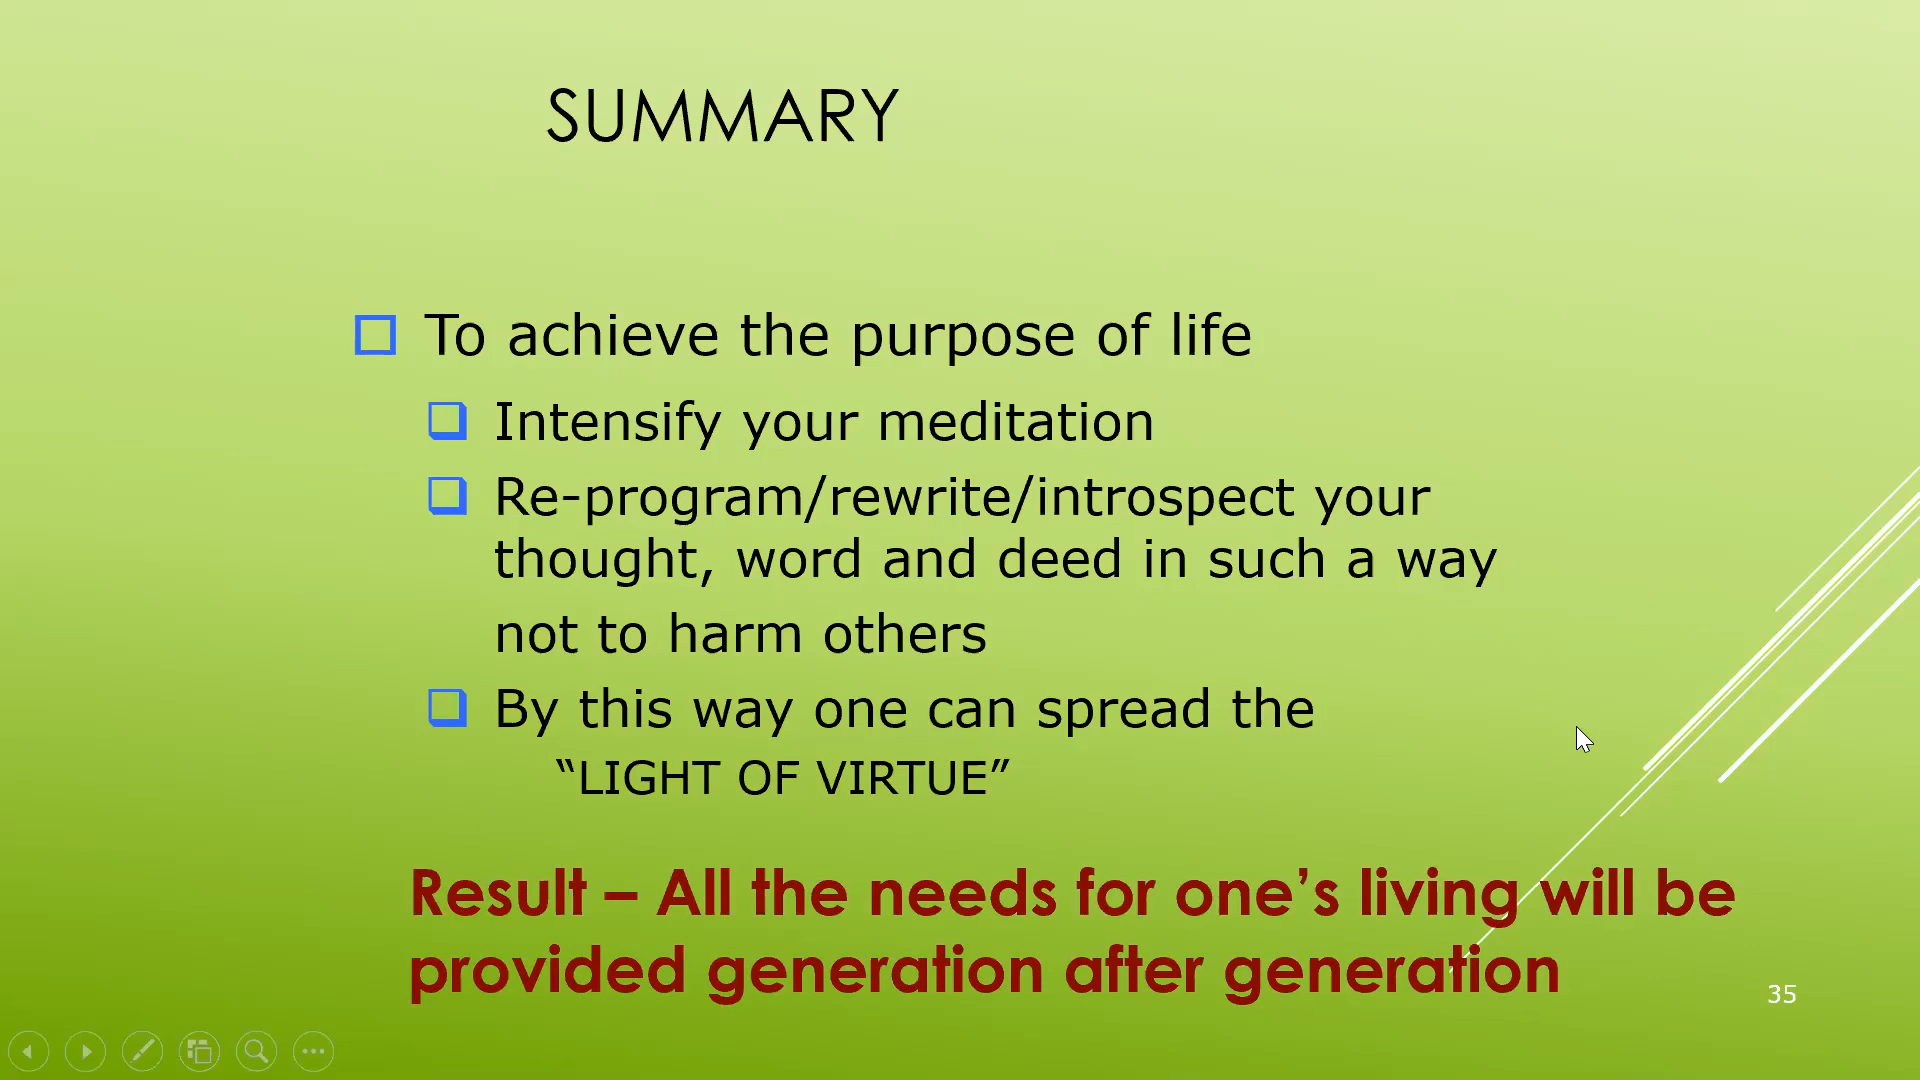 SUMMARY
To achieve the purpose of life
Intensify your meditation
Re-program/rewrite/introspect your
thought, word and deed in such a way
not to harm others
By this way one can spread the
“LIGHT OF VIRTUE”
Result – All the needs for one’s living will be
provided generation after generation
35